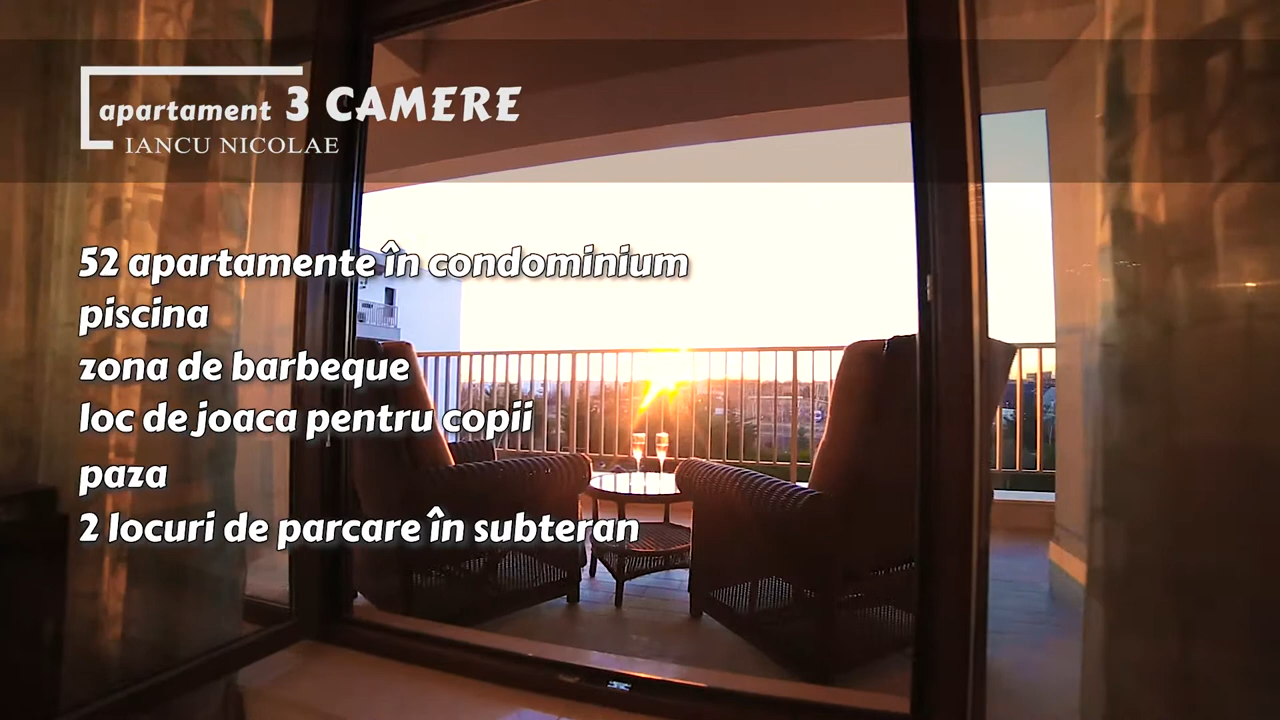 apartament 3 CAMERE
IANCU NICOLAE
52 apartamente în condominium
piscina
zona de barbeque
loc de joaca pentru copii
paza
2 locuri de parcare în subteran